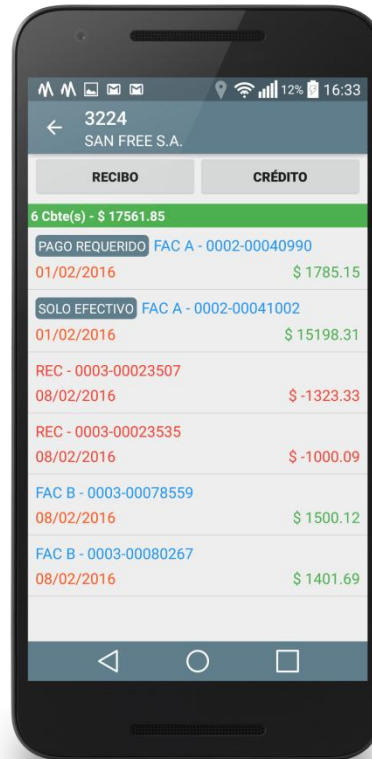 12% 16:33
3224
SAN FREE S.A.
RECIBO CRÉDITO
6 Cbte(s) - $ 17561.85
PAGO REQUERIDO FAC A - 0002-00040990
01/02/2016 $ 1785.15
SOLO EFECTIVO FAC A - 0002-00041002
01/02/2016 $ 15198.31
REC - 0003-00023507
08/02/2016 $ -1323.33
REC - 0003-00023535
08/02/2016 $ -1000.09
FAC B - 0003-00078559
08/02/2016 $ 1500.12
FAC B - 0003-00080267
08/02/2016 $ 1401.69